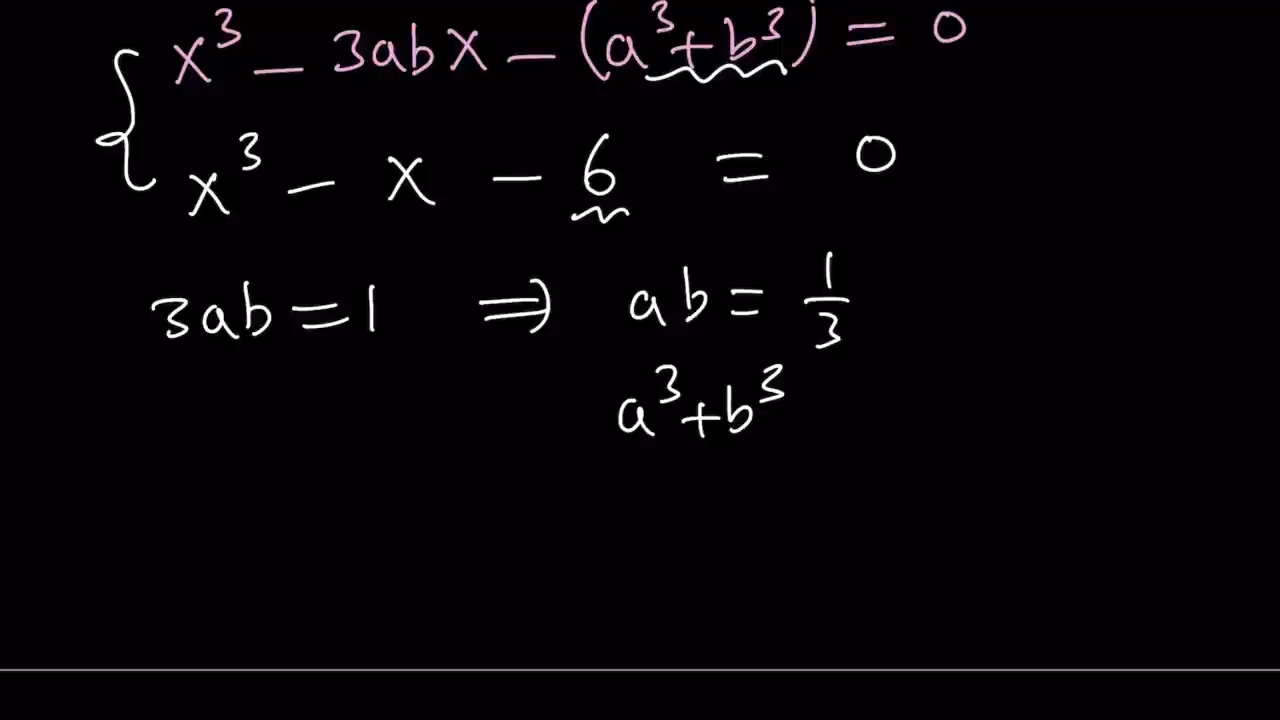 x³ - 3abx - (a³+b³) = 0
x³ - x - 6 = 0
3ab=1 ⇒ ab = 1/3
a³+b³